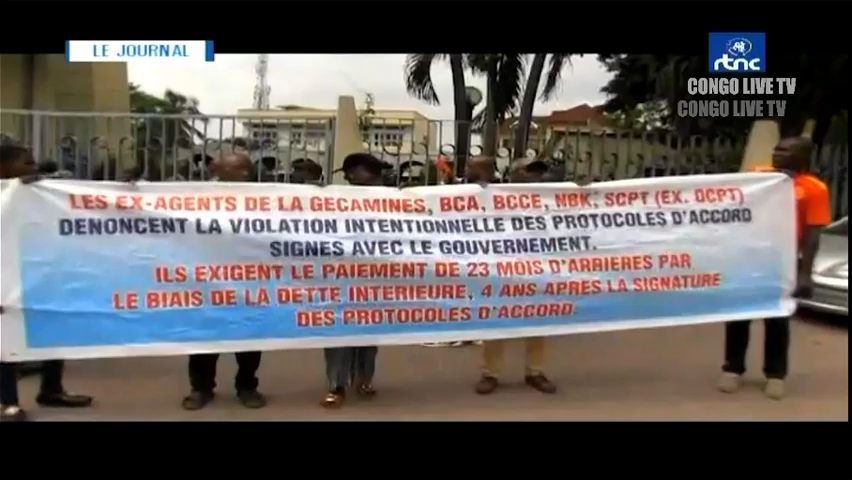 LE JOURNAL
rtnc
CONGO LIVE TV
CONGO LIVE TV
LES EX-AGENTS DE LA GECAMINES, BCA, BCCE, NBK, SCPT (EX. OCPT)
DENONCENT LA VIOLATION INTENTIONNELLE DES PROTOCOLES D'ACCORD
SIGNES AVEC LE GOUVERNEMENT.
ILS EXIGENT LE PAIEMENT DE 23 MOIS D'ARRIERES PAR
LE BIAIS DE LA DETTE INTERIEURE, 4 ANS APRES LA SIGNATURE
DES PROTOCOLES D'ACCORD.